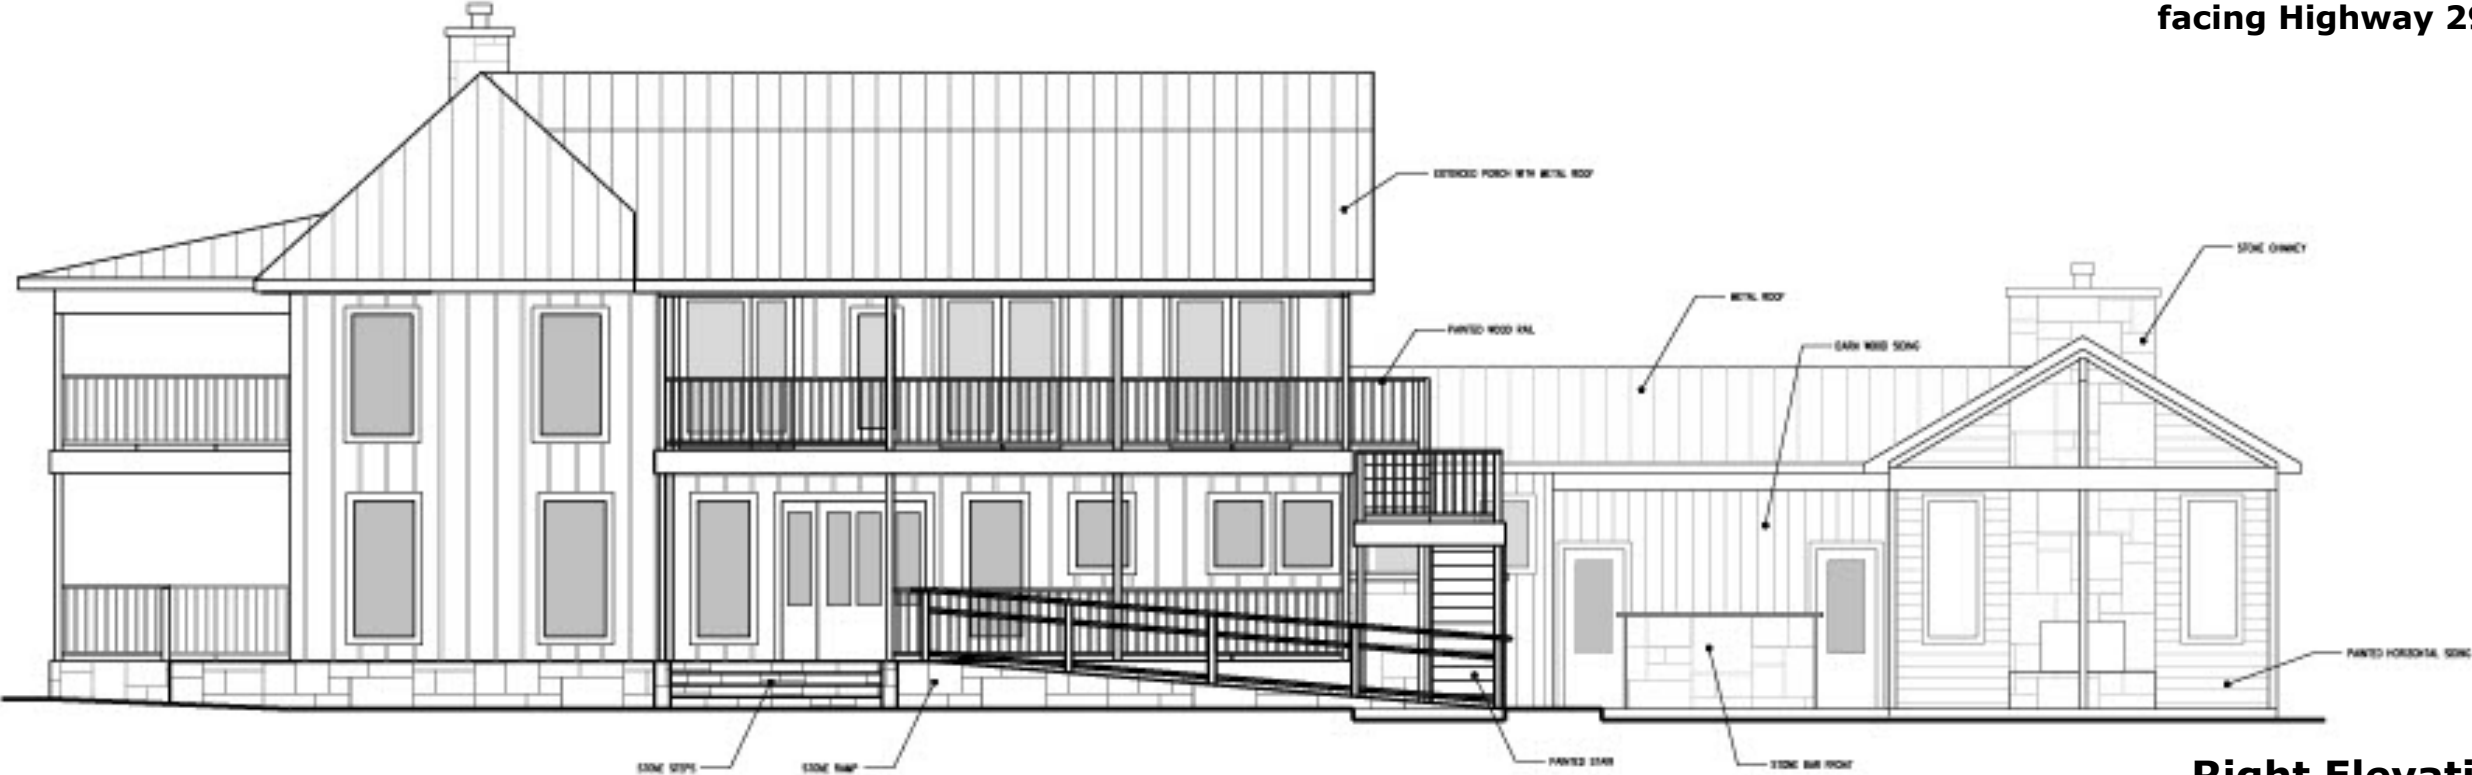 facing Highway 29
EXTENDED PORCH WITH METAL ROOF
STONE CHIMNEY
METAL ROOF
PAINTED WOOD RAIL
BARN WOOD SIDING
PAINTED HORIZONTAL SIDING
STONE STEPS
STONE RAMP
PAINTED STAIR
STONE BAR FRONT
Right Elevati